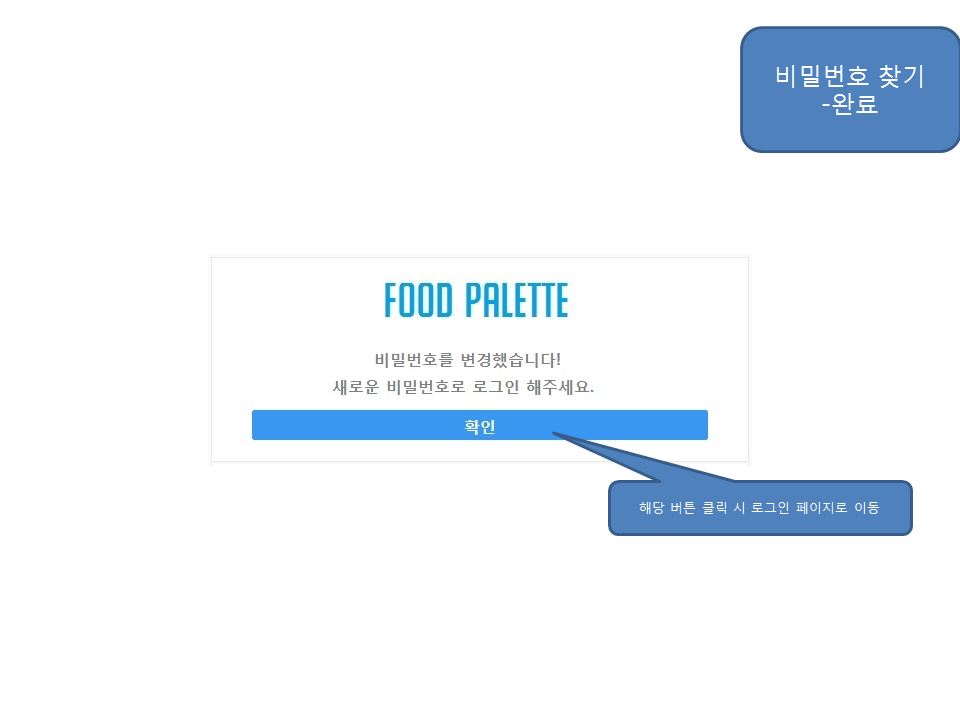 비밀번호 찾기
-완료
FOOD PALETTE
비밀번호를 변경했습니다!
새로운 비밀번호로 로그인 해주세요.
확인
해당 버튼 클릭 시 로그인 페이지로 이동